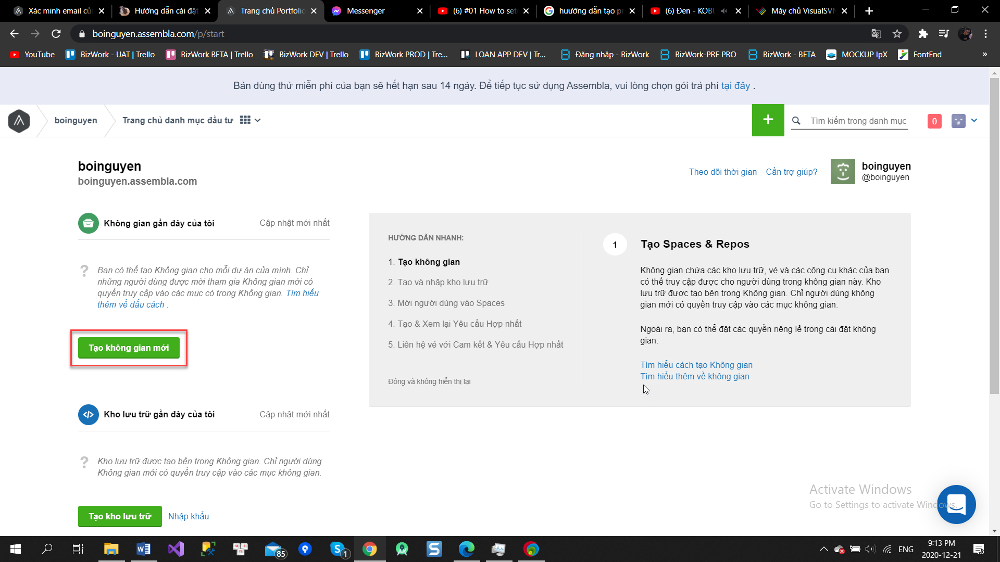 Xác minh email củ
Hướng dẫn cài đặt
Trang chủ Portfolio
Messenger
(6) #01 How to set
huướng dẫn tạo p
(6) Đen - KOB
Máy chủ VisualSVN
boinguyen.assembla.com/p/start
YouTube
BizWork - UAT | Trello
BizWork BETA | Trello
BizWork DEV | Trello
BizWork PROD | Tre...
LOAN APP DEV | Tr...
Đăng nhập - BizWork
BizWork-PRE PRO
BizWork - BETA
MOCKUP IpX
FontEnd
»
Bản dùng thử miễn phí của bạn sẽ hết hạn sau 14 ngày. Để tiếp tục sử dụng Assembla, vui lòng chọn gói trả phí tại đây .
boinguyen
Trang chủ danh mục đầu tư
+
Tìm kiếm trong danh mục
0
boinguyen
boinguyen.assembla.com
Theo dõi thời gian
Cần trợ giúp?
boinguyen
@boinguyen
Không gian gần đây của tôi
Cập nhật mới nhất
?
Bạn có thể tạo Không gian cho mỗi dự án của mình. Chỉ
những người dùng được mời tham gia Không gian mới có
quyền truy cập vào các mục có trong Không gian. Tìm hiểu
thêm về dấu cách .
Tạo không gian mới
HƯỚNG DẪN NHANH:
1. Tạo không gian
2. Tạo và nhập kho lưu trữ
3. Mời người dùng vào Spaces
4. Tạo & Xem lại Yêu cầu Hợp nhất
5. Liên hệ vé với Cam kết & Yêu cầu Hợp nhất
Đóng và không hiển thị lại
1
Tạo Spaces & Repos
Không gian chứa các kho lưu trữ, vé và các công cụ khác của bạn
có thể truy cập được cho người dùng trong không gian này. Kho
lưu trữ được tạo bên trong Không gian. Chỉ người dùng không
gian mới có quyền truy cập vào các mục không gian.
Ngoài ra, bạn có thể đặt các quyền riêng lẻ trong cài đặt không
gian.
Tìm hiểu cách tạo Không gian
Tìm hiểu thêm về không gian
Kho lưu trữ gần đây của tôi
Cập nhật mới nhất
?
Kho lưu trữ được tạo bên trong Không gian. Chỉ người dùng
Không gian mới có quyền truy cập vào các mục không gian.
Tạo kho lưu trữ
Nhập khẩu
Activate Windows
Go to Settings to activate Windows.
85
1
ENG
9:13 PM
2020-12-21